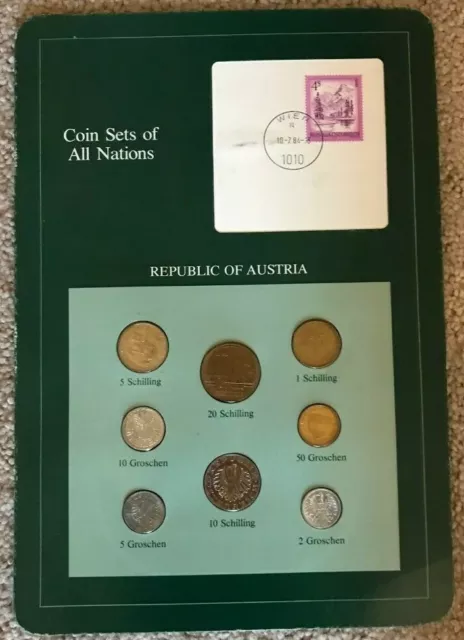 Coin Sets of
All Nations
4 S
WIEN
1010
REPUBLIC OF AUSTRIA
5 Schilling
20 Schilling
1 Schilling
10 Groschen
50 Groschen
5 Groschen
10 Schilling
2 Groschen